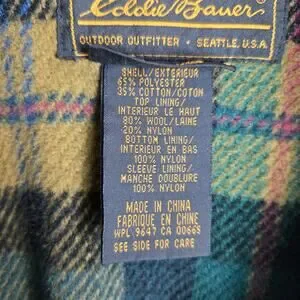 Eddie Bauer ®
OUTDOOR OUTFITTER • SEATTLE, U.S.A.
SHELL/EXTERIEUR
65% POLYESTER
35% COTTON/COTON
TOP LINING/
INTERIEUR LE HAUT
80% WOOL/LAINE
20% NYLON
BOTTOM LINING/
INTERIEUR EN BAS
100% NYLON
SLEEVE LINING/
MANCHE DOUBLURE
100% NYLON
MADE IN CHINA
FABRIQUE EN CHINE
WPL 9647 CA 00665
SEE SIDE FOR CARE